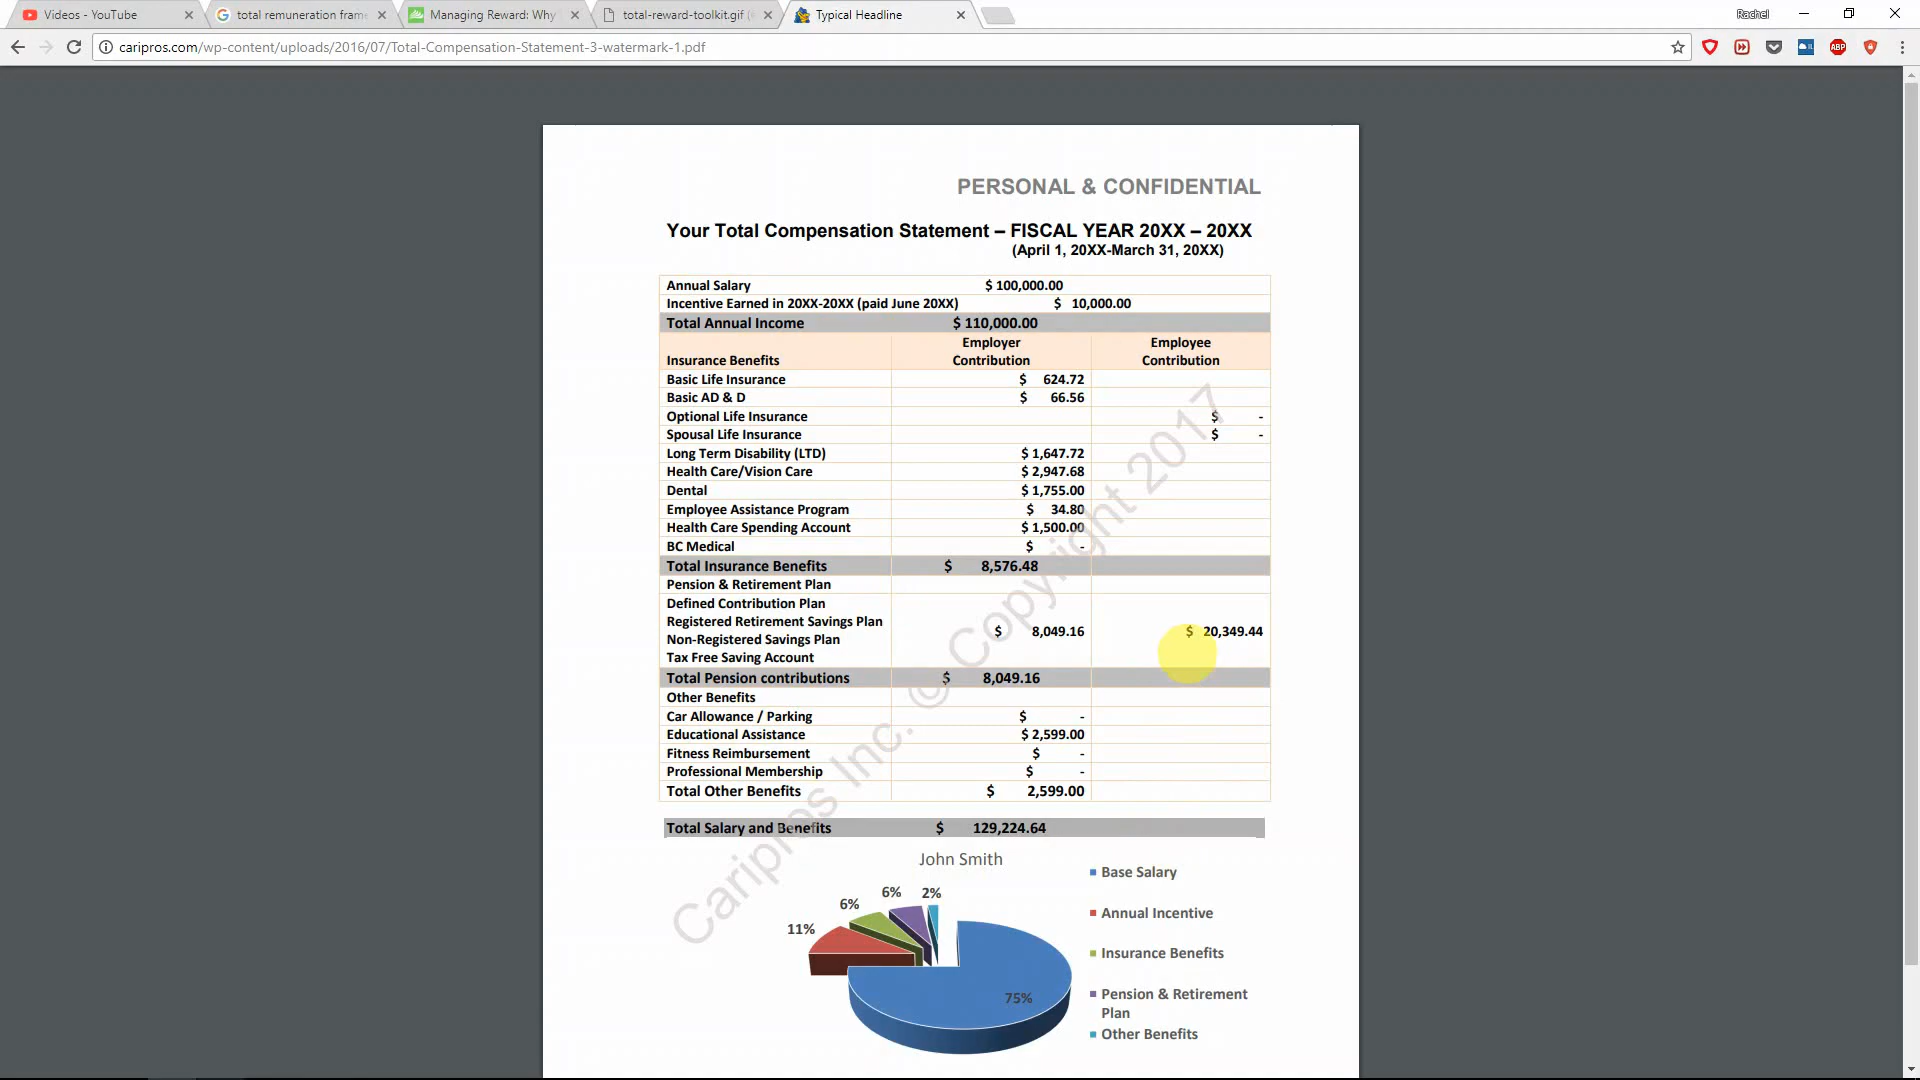 Videos - YouTube
total remuneration fram
Managing Reward: Why
total-reward-toolkit.gif (
Typical Headline
Rachel
caripros.com/wp-content/uploads/2016/07/Total-Compensation-Statement-3-watermark-1.pdf
ABP
PERSONAL & CONFIDENTIAL
Your Total Compensation Statement – FISCAL YEAR 20XX – 20XX
(April 1, 20XX-March 31, 20XX)
Annual Salary $ 100,000.00
Incentive Earned in 20XX-20XX (paid June 20XX) $ 10,000.00
Total Annual Income $ 110,000.00
Insurance Benefits Employer Contribution Employee Contribution
Basic Life Insurance $ 624.72
Basic AD & D $ 66.56
Optional Life Insurance $ -
Spousal Life Insurance $ -
Long Term Disability (LTD) $ 1,647.72
Health Care/Vision Care $ 2,947.68
Dental $ 1,755.00
Employee Assistance Program $ 34.80
Health Care Spending Account $ 1,500.00
BC Medical $ -
Total Insurance Benefits $ 8,576.48
Pension & Retirement Plan
Defined Contribution Plan
Registered Retirement Savings Plan
Non-Registered Savings Plan $ 8,049.16 $ 20,349.44
Tax Free Saving Account
Total Pension contributions $ 8,049.16
Other Benefits
Car Allowance / Parking $ -
Educational Assistance $ 2,599.00
Fitness Reimbursement $ -
Professional Membership $ -
Total Other Benefits $ 2,599.00
Total Salary and Benefits $ 129,224.64
Caripros Inc. © Copyright 2017
John Smith
6% 2%
6%
11%
75%
Base Salary
Annual Incentive
Insurance Benefits
Pension & Retirement
Plan
Other Benefits